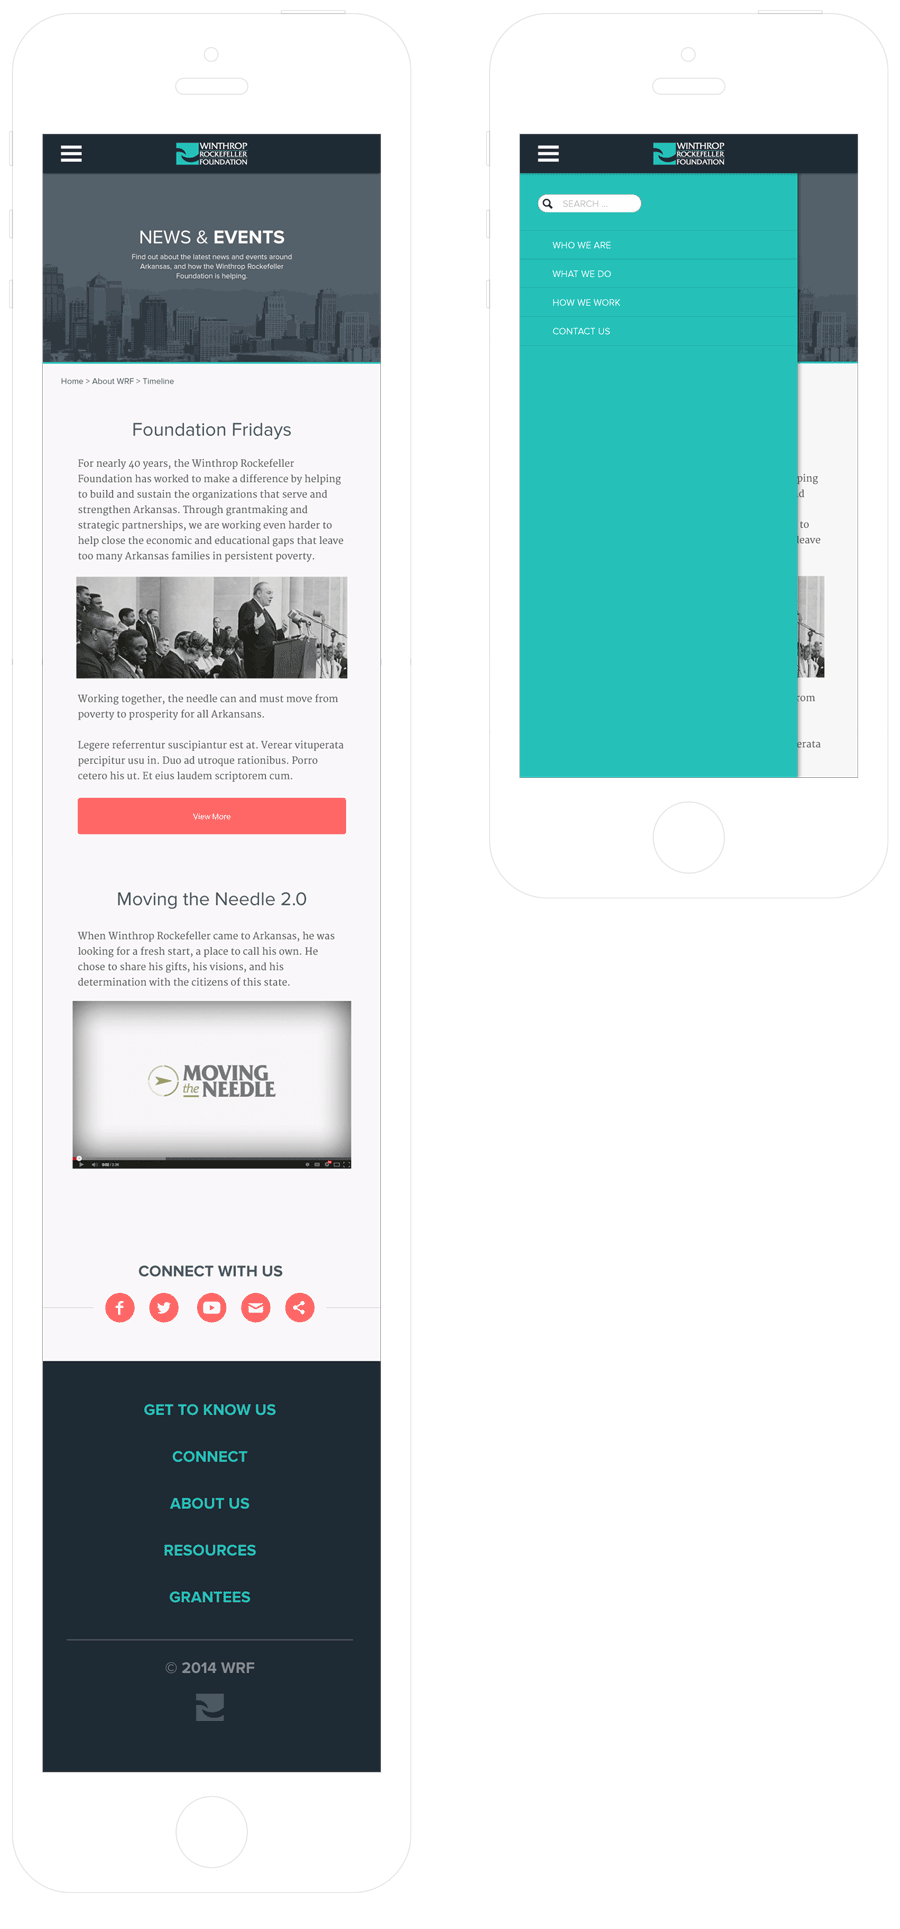 WINTHROP
ROCKEFELLER
FOUNDATION
NEWS & EVENTS
Find out about the latest news and events around
Arkansas, and how the Winthrop Rockefeller
Foundation is helping.
Home > About WRF > Timeline
Foundation Fridays
For nearly 40 years, the Winthrop Rockefeller
Foundation has worked to make a difference by helping
to build and sustain the organizations that serve and
strengthen Arkansas. Through grantmaking and
strategic partnerships, we are working even harder to
help close the economic and educational gaps that leave
too many Arkansas families in persistent poverty.
Working together, the needle can and must move from
poverty to prosperity for all Arkansans.
Legere referrentur suscipiantur est at. Verear vituperata
percipitur usu in. Duo ad utroque rationibus. Porro
cetero his ut. Et eius laudem scriptorem cum.
View More
Moving the Needle 2.0
When Winthrop Rockefeller came to Arkansas, he was
looking for a fresh start, a place to call his own. He
chose to share his gifts, his visions, and his
determination with the citizens of this state.
MOVING
the NEEDLE
CONNECT WITH US
GET TO KNOW US
CONNECT
ABOUT US
RESOURCES
GRANTEES
© 2014 WRF
WINTHROP
ROCKEFELLER
FOUNDATION
SEARCH ...
WHO WE ARE
WHAT WE DO
HOW WE WORK
CONTACT US
ping
d
to
leave
rom
erata